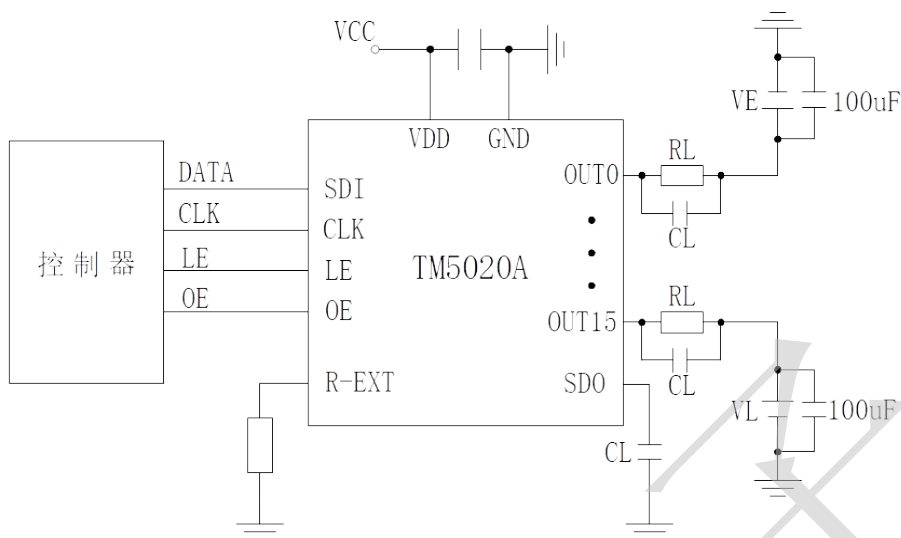 VCC
VDD
GND
VE
100uF
DATA
CLK
LE
OE
控制器
SDI
CLK
LE
OE
R-EXT
TM5020A
OUT0
RL
CL
OUT15
RL
CL
SDO
CL
VL
100uF